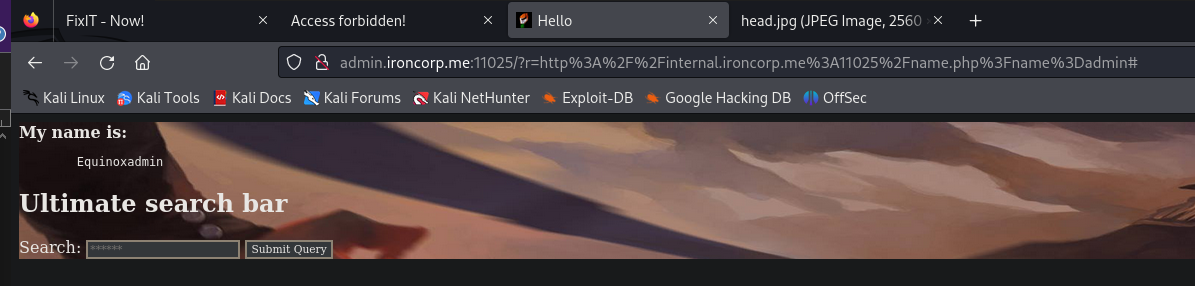 FixIT - Now!
Access forbidden!
Hello
head.jpg (JPEG Image, 2560
admin.ironcorp.me:11025/?r=http%3A%2F%2Finternal.ironcorp.me%3A11025%2Fname.php%3Fname%3Dadmin#
Kali Linux Kali Tools Kali Docs Kali Forums Kali NetHunter Exploit-DB Google Hacking DB OffSec
My name is:
Equinoxadmin
Ultimate search bar
Search: ****** Submit Query